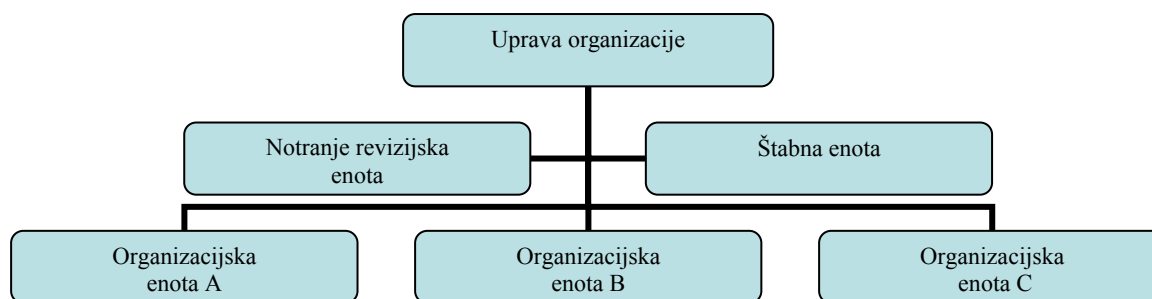 Uprava organizacije
Notranje revizijska
enota
Štabna enota
Organizacijska
enota A
Organizacijska
enota B
Organizacijska
enota C